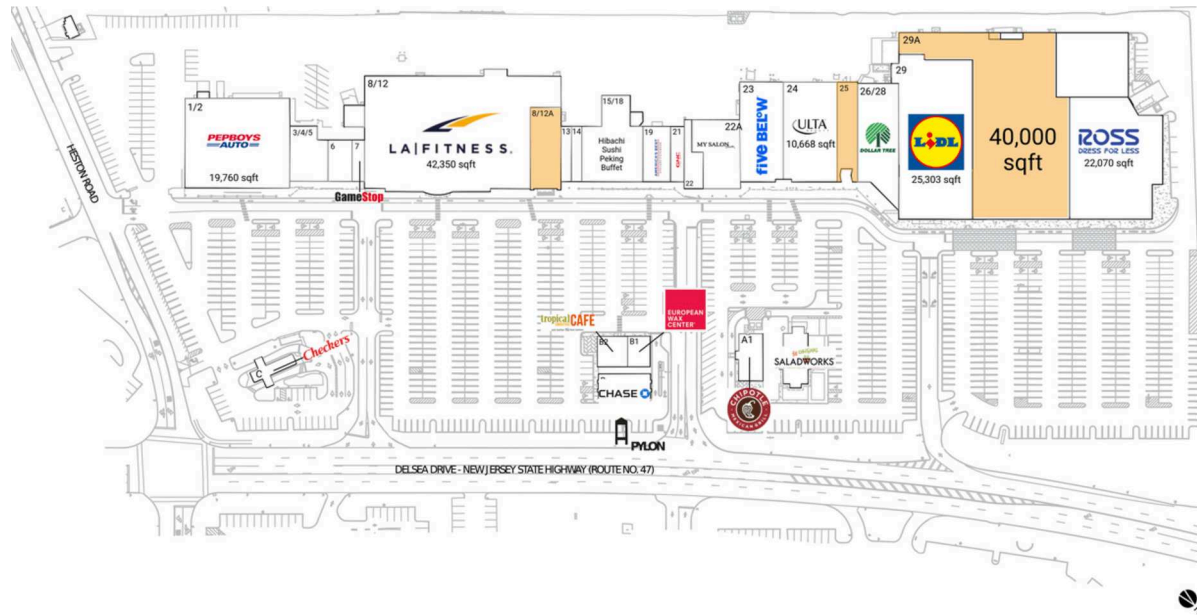 29A
22A
8/12
29
1/2
23
24
25
26/28
15/18
8/12A
PEPBOYS
AUTO
19,760 sqft
3/4/5
6
7
LA|FITNESS.
42,350 sqft
13
14
Hibachi
Sushi
Peking
Buffet
19
21
GNC
MY SALON
22
five BELOW
ULTA
BEAUTY
10,668 sqft
DOLLAR TREE
LIDL
25,303 sqft
40,000
sqft
ROSS
DRESS FOR LESS
22,070 sqft
GameStop
HESTON ROAD
tropical
CAFE
EUROPEAN
WAX
CENTER
B2
B1
A1
Checkers
C
SALADWORKS
CHASE
CHIPOTLE
MEXICAN GRILL
PYLON
DELSEA DRIVE - NEW JERSEY STATE HIGHWAY (ROUTE NO. 47)